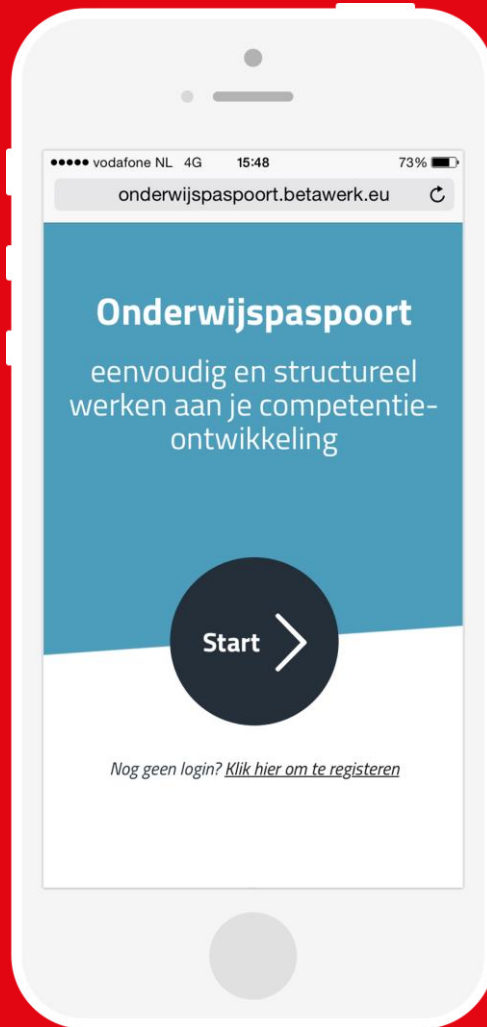 vodafone NL 4G 15:48 73%
onderwijspaspoort.betawerk.eu
Onderwijspaspoort
eenvoudig en structureel
werken aan je competentie-
ontwikkeling
Start
Nog geen login? Klik hier om te registeren